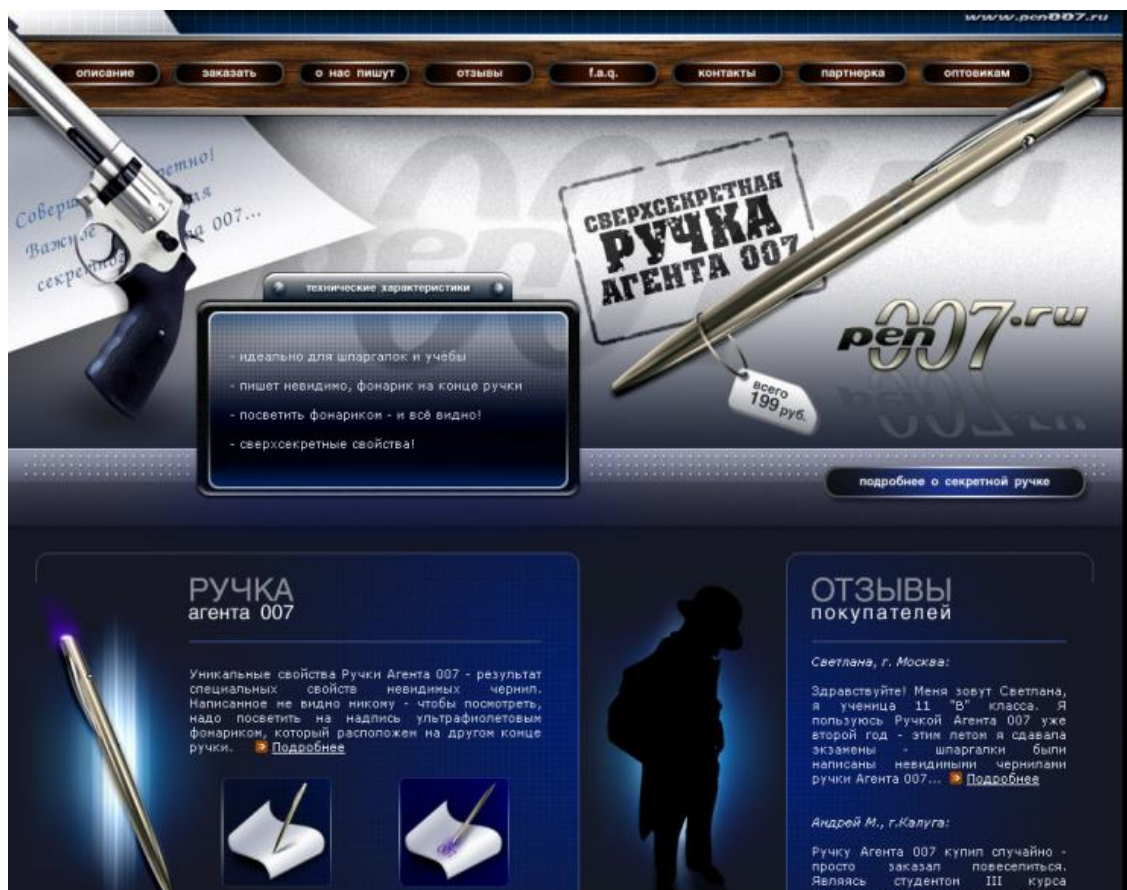 www.pen007.ru
описание
заказать
о нас пишут
отзывы
f.a.q.
контакты
партнерка
оптовикам
Важное
007...
СВЕРХСЕКРЕТНАЯ
РУЧКА
АГЕНТА 007
pen007.ru
всего
199 руб.
технические характеристики
- идеально для шпаргалок и учёбы
- пишет невидимо, фонарик на конце ручки
- посветить фонариком - и всё видно!
- сверхсекретные свойства!
pen007.ru
подробнее о секретной ручке
РУЧКА
агента 007
Уникальные свойства Ручки Агента 007 - результат
специальных свойств невидимых чернил.
Написанное не видно никому - чтобы посмотреть,
надо посветить на надпись ультрафиолетовым
фонариком, который расположен на другом конце
ручки. Подробнее
ОТЗЫВЫ
покупателей
Светлана, г. Москва:
Здравствуйте! Меня зовут Светлана,
я ученица 11 "В" класса. Я
пользуюсь Ручкой Агента 007 уже
второй год - этим летом я сдавала
экзамены - шпаргалки были
написаны невидимыми чернилами
ручки Агента 007... Подробнее
Андрей М., г.Калуга:
Ручку Агента 007 купил случайно -
просто заказал повеселиться.
Являясь студентом III курса